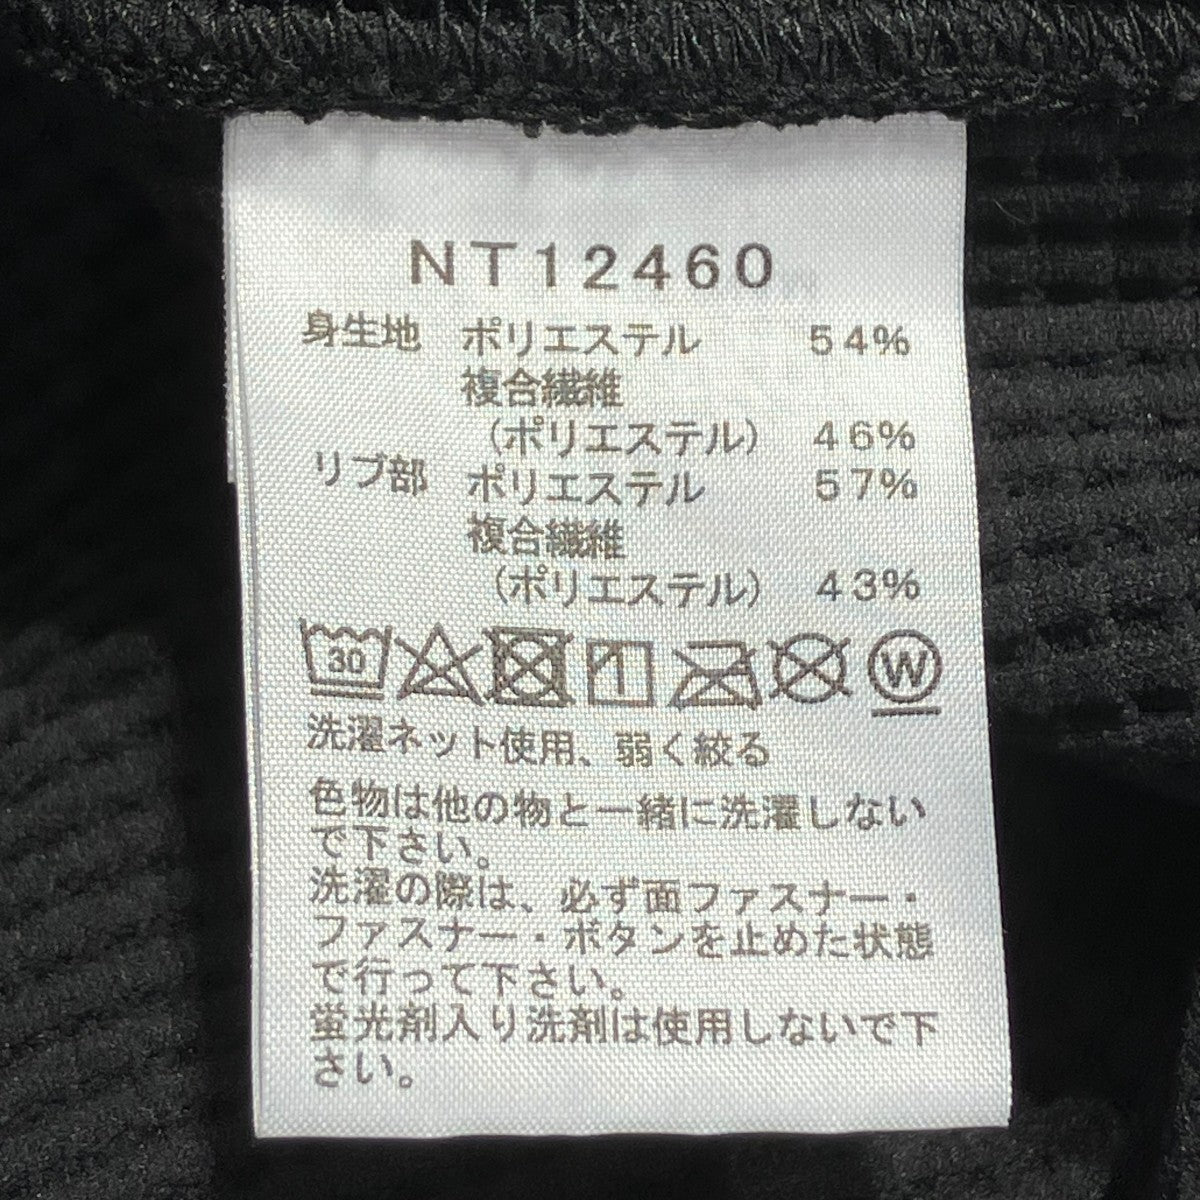 NT12460
身生地 ポリエステル 54%
複合繊維
(ポリエステル) 46%
リブ部 ポリエステル 57%
複合繊維
(ポリエステル) 43%
30 W
洗濯ネット使用、弱く絞る
色物は他の物と一緒に洗濯しない
で下さい。
洗濯の際は、必ず面ファスナー・
ファスナー・ボタンを止めた状態
で行って下さい。
蛍光剤入り洗剤は使用しないで下
さい。